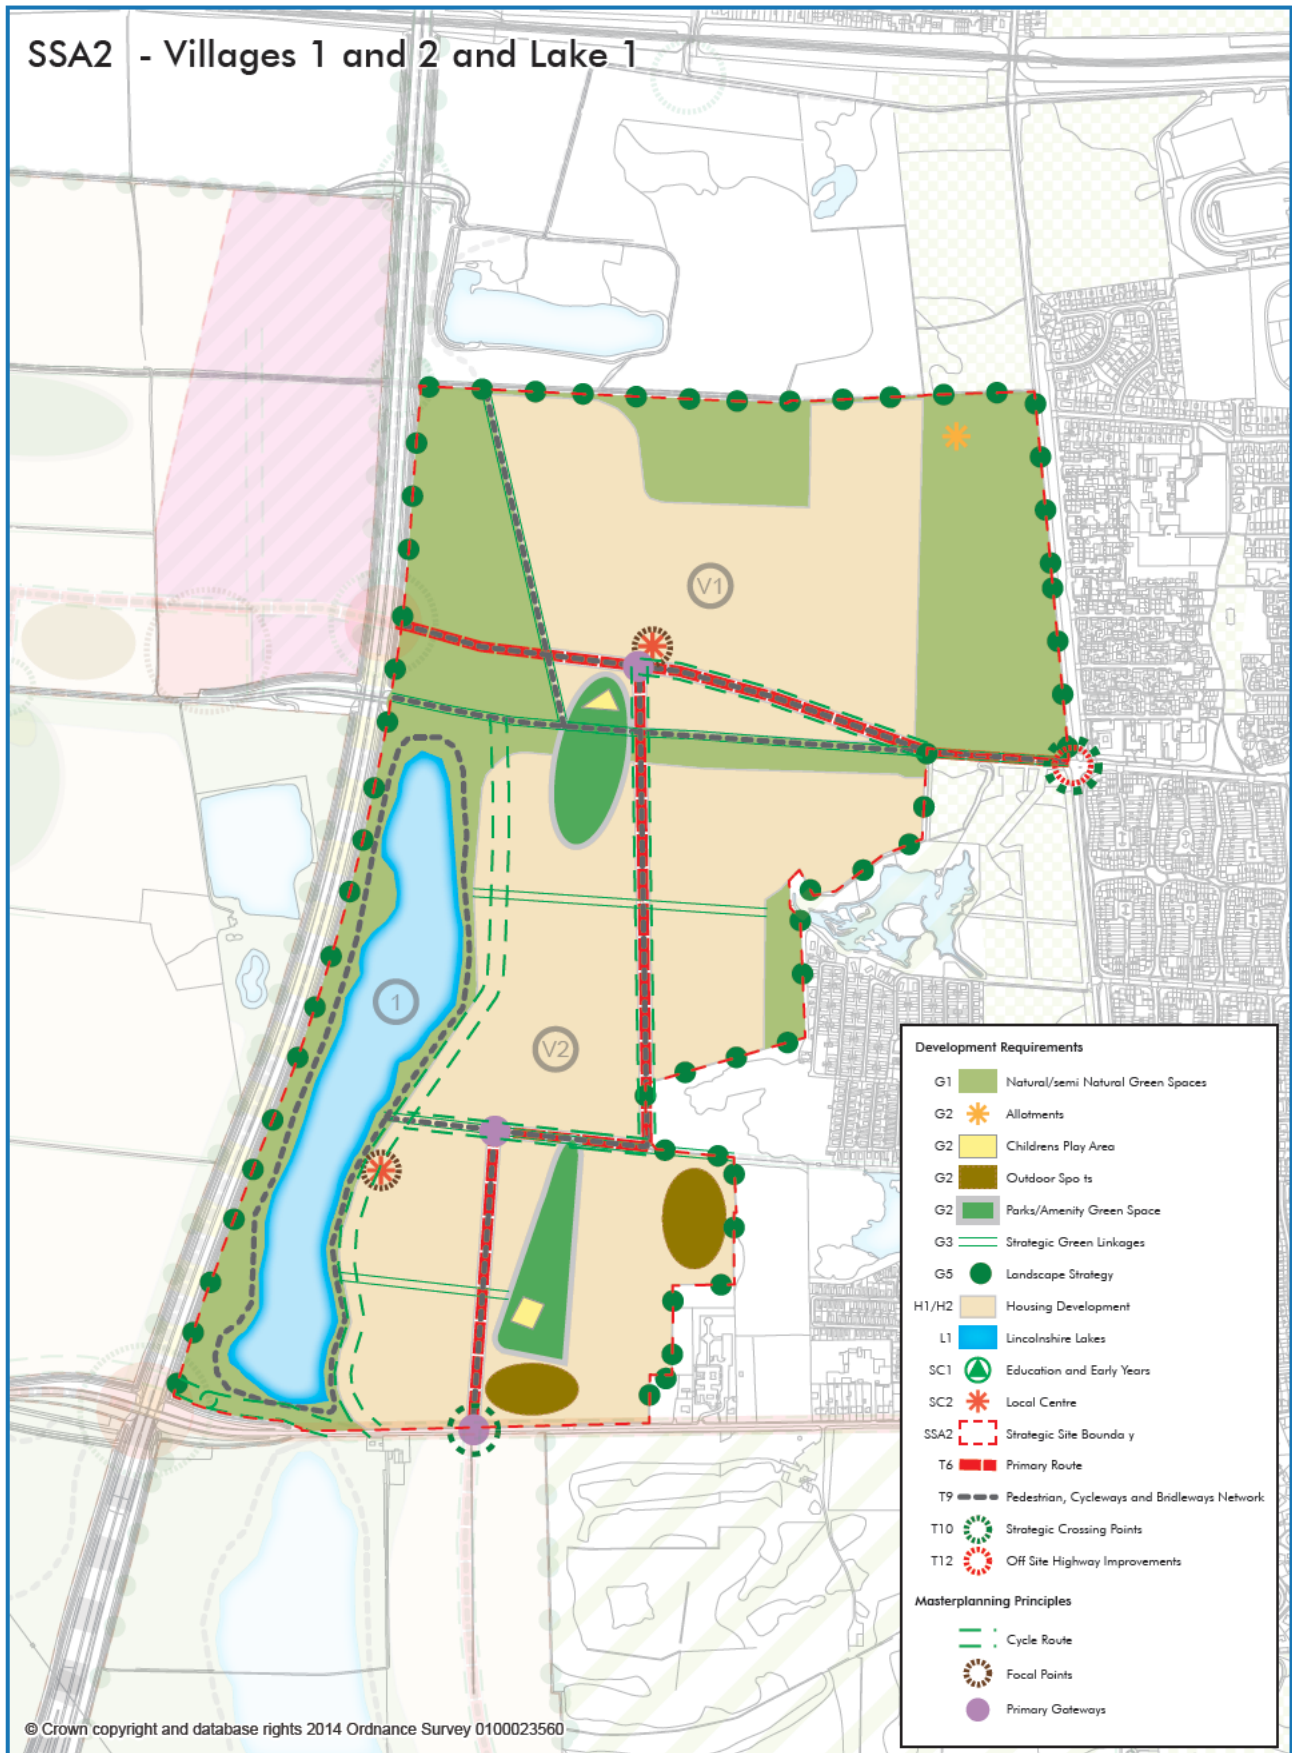 SSA2 - Villages 1 and 2 and Lake 1
V1
1
V2
Development Requirements
G1 Natural/semi Natural Green Spaces
G2 Allotments
G2 Childrens Play Area
G2 Outdoor Spo ts
G2 Parks/Amenity Green Space
G3 Strategic Green Linkages
G5 Landscape Strategy
H1/H2 Housing Development
L1 Lincolnshire Lakes
SC1 Education and Early Years
SC2 Local Centre
SSA2 Strategic Site Bounda y
T6 Primary Route
T9 Pedestrian, Cycleways and Bridleways Network
T10 Strategic Crossing Points
T12 Off Site Highway Improvements
Masterplanning Principles
Cycle Route
Focal Points
Primary Gateways
© Crown copyright and database rights 2014 Ordnance Survey 0100023560